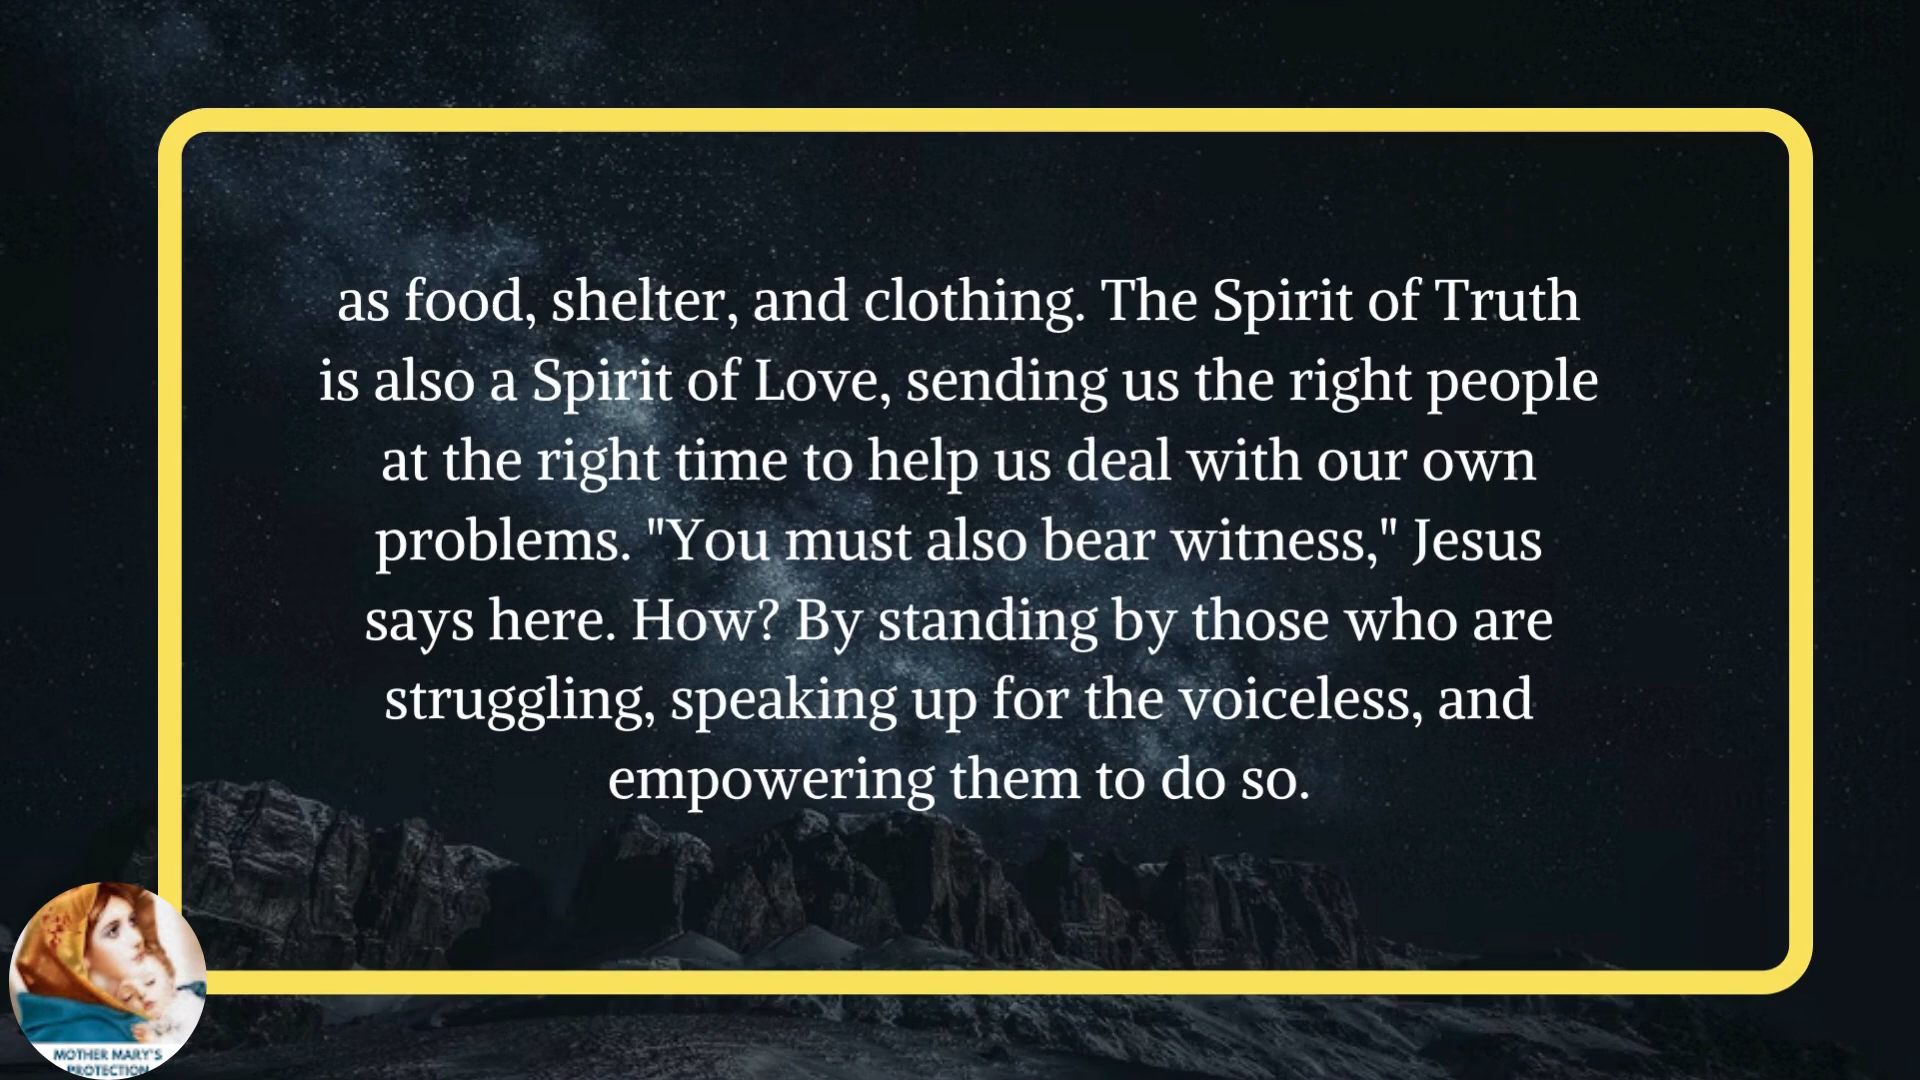 as food, shelter, and clothing. The Spirit of Truth
is also a Spirit of Love, sending us the right people
at the right time to help us deal with our own
problems. "You must also bear witness," Jesus
says here. How? By standing by those who are
struggling, speaking up for the voiceless, and
empowering them to do so.
MOTHER MARY'S
PROTECTION